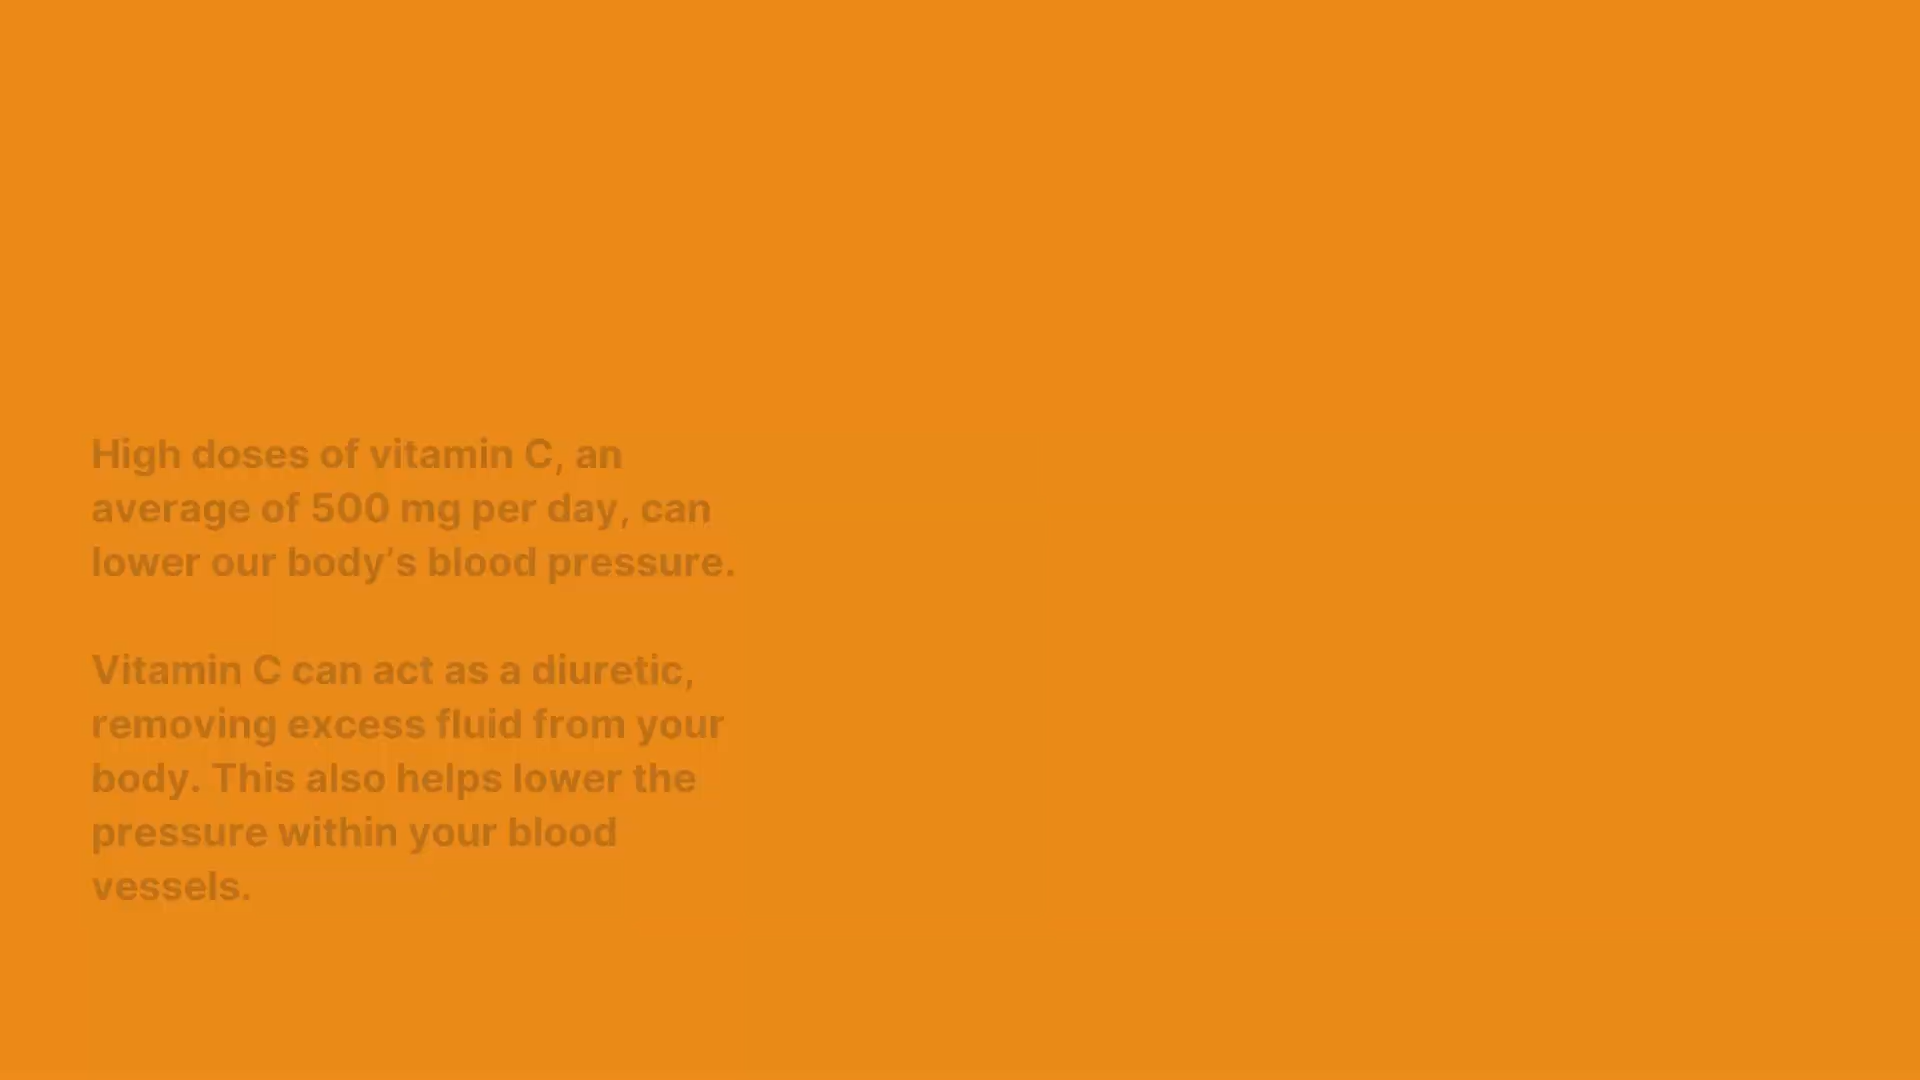 High doses of vitamin C, an
average of 500 mg per day, can
lower our body’s blood pressure.
Vitamin C can act as a diuretic,
removing excess fluid from your
body. This also helps lower the
pressure within your blood
vessels.